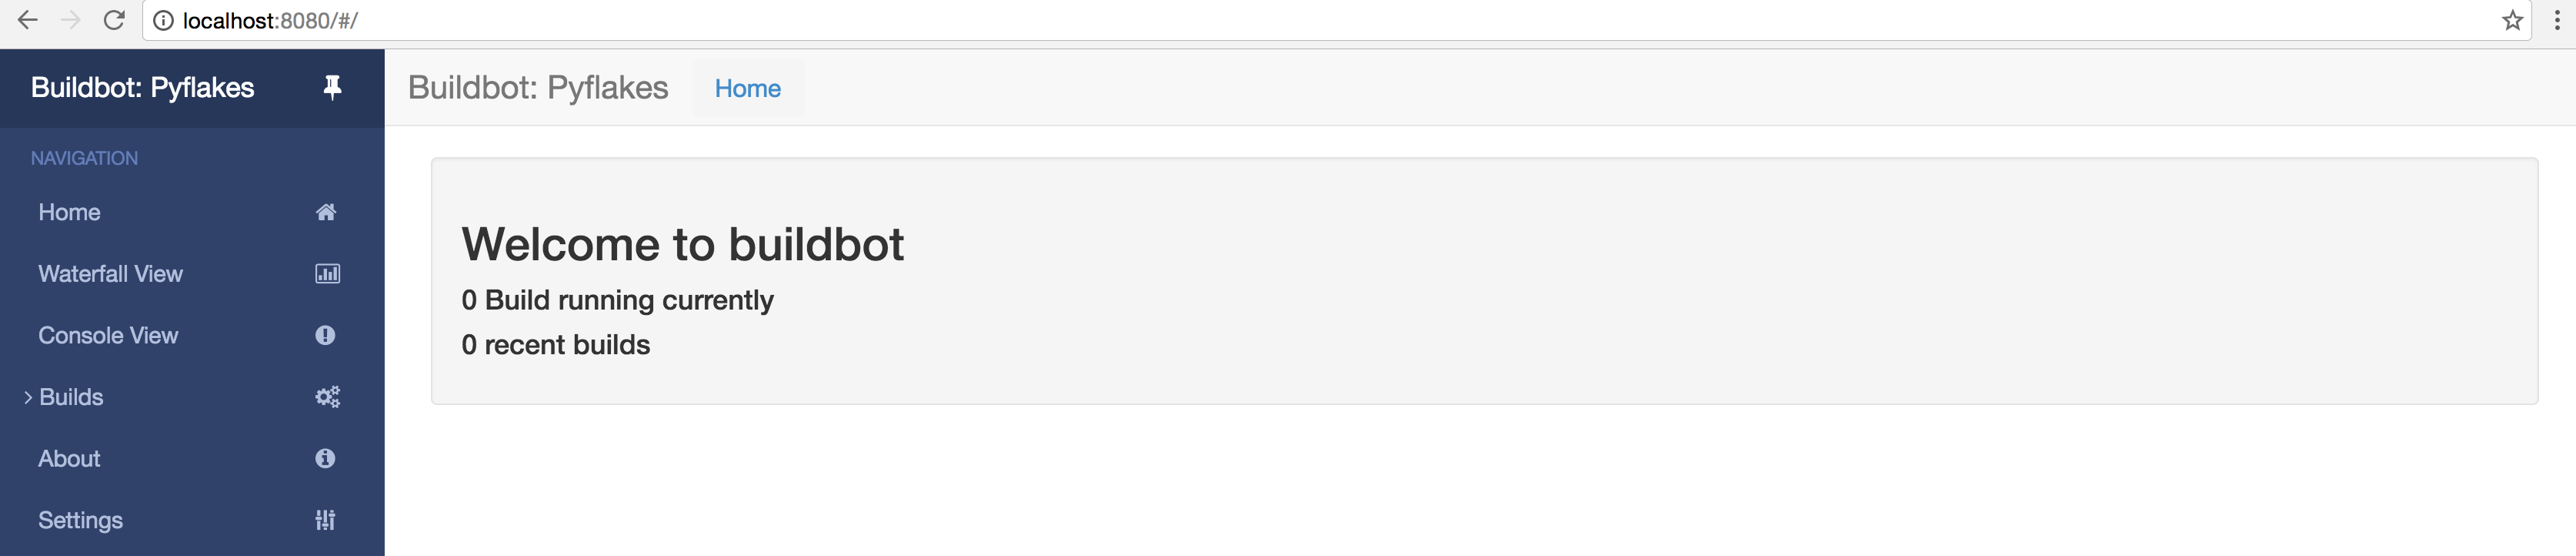 localhost:8080/#/
Buildbot: Pyflakes
Buildbot: Pyflakes Home
NAVIGATION
Home
Waterfall View
Console View
Builds
About
Settings
Welcome to buildbot
0 Build running currently
0 recent builds